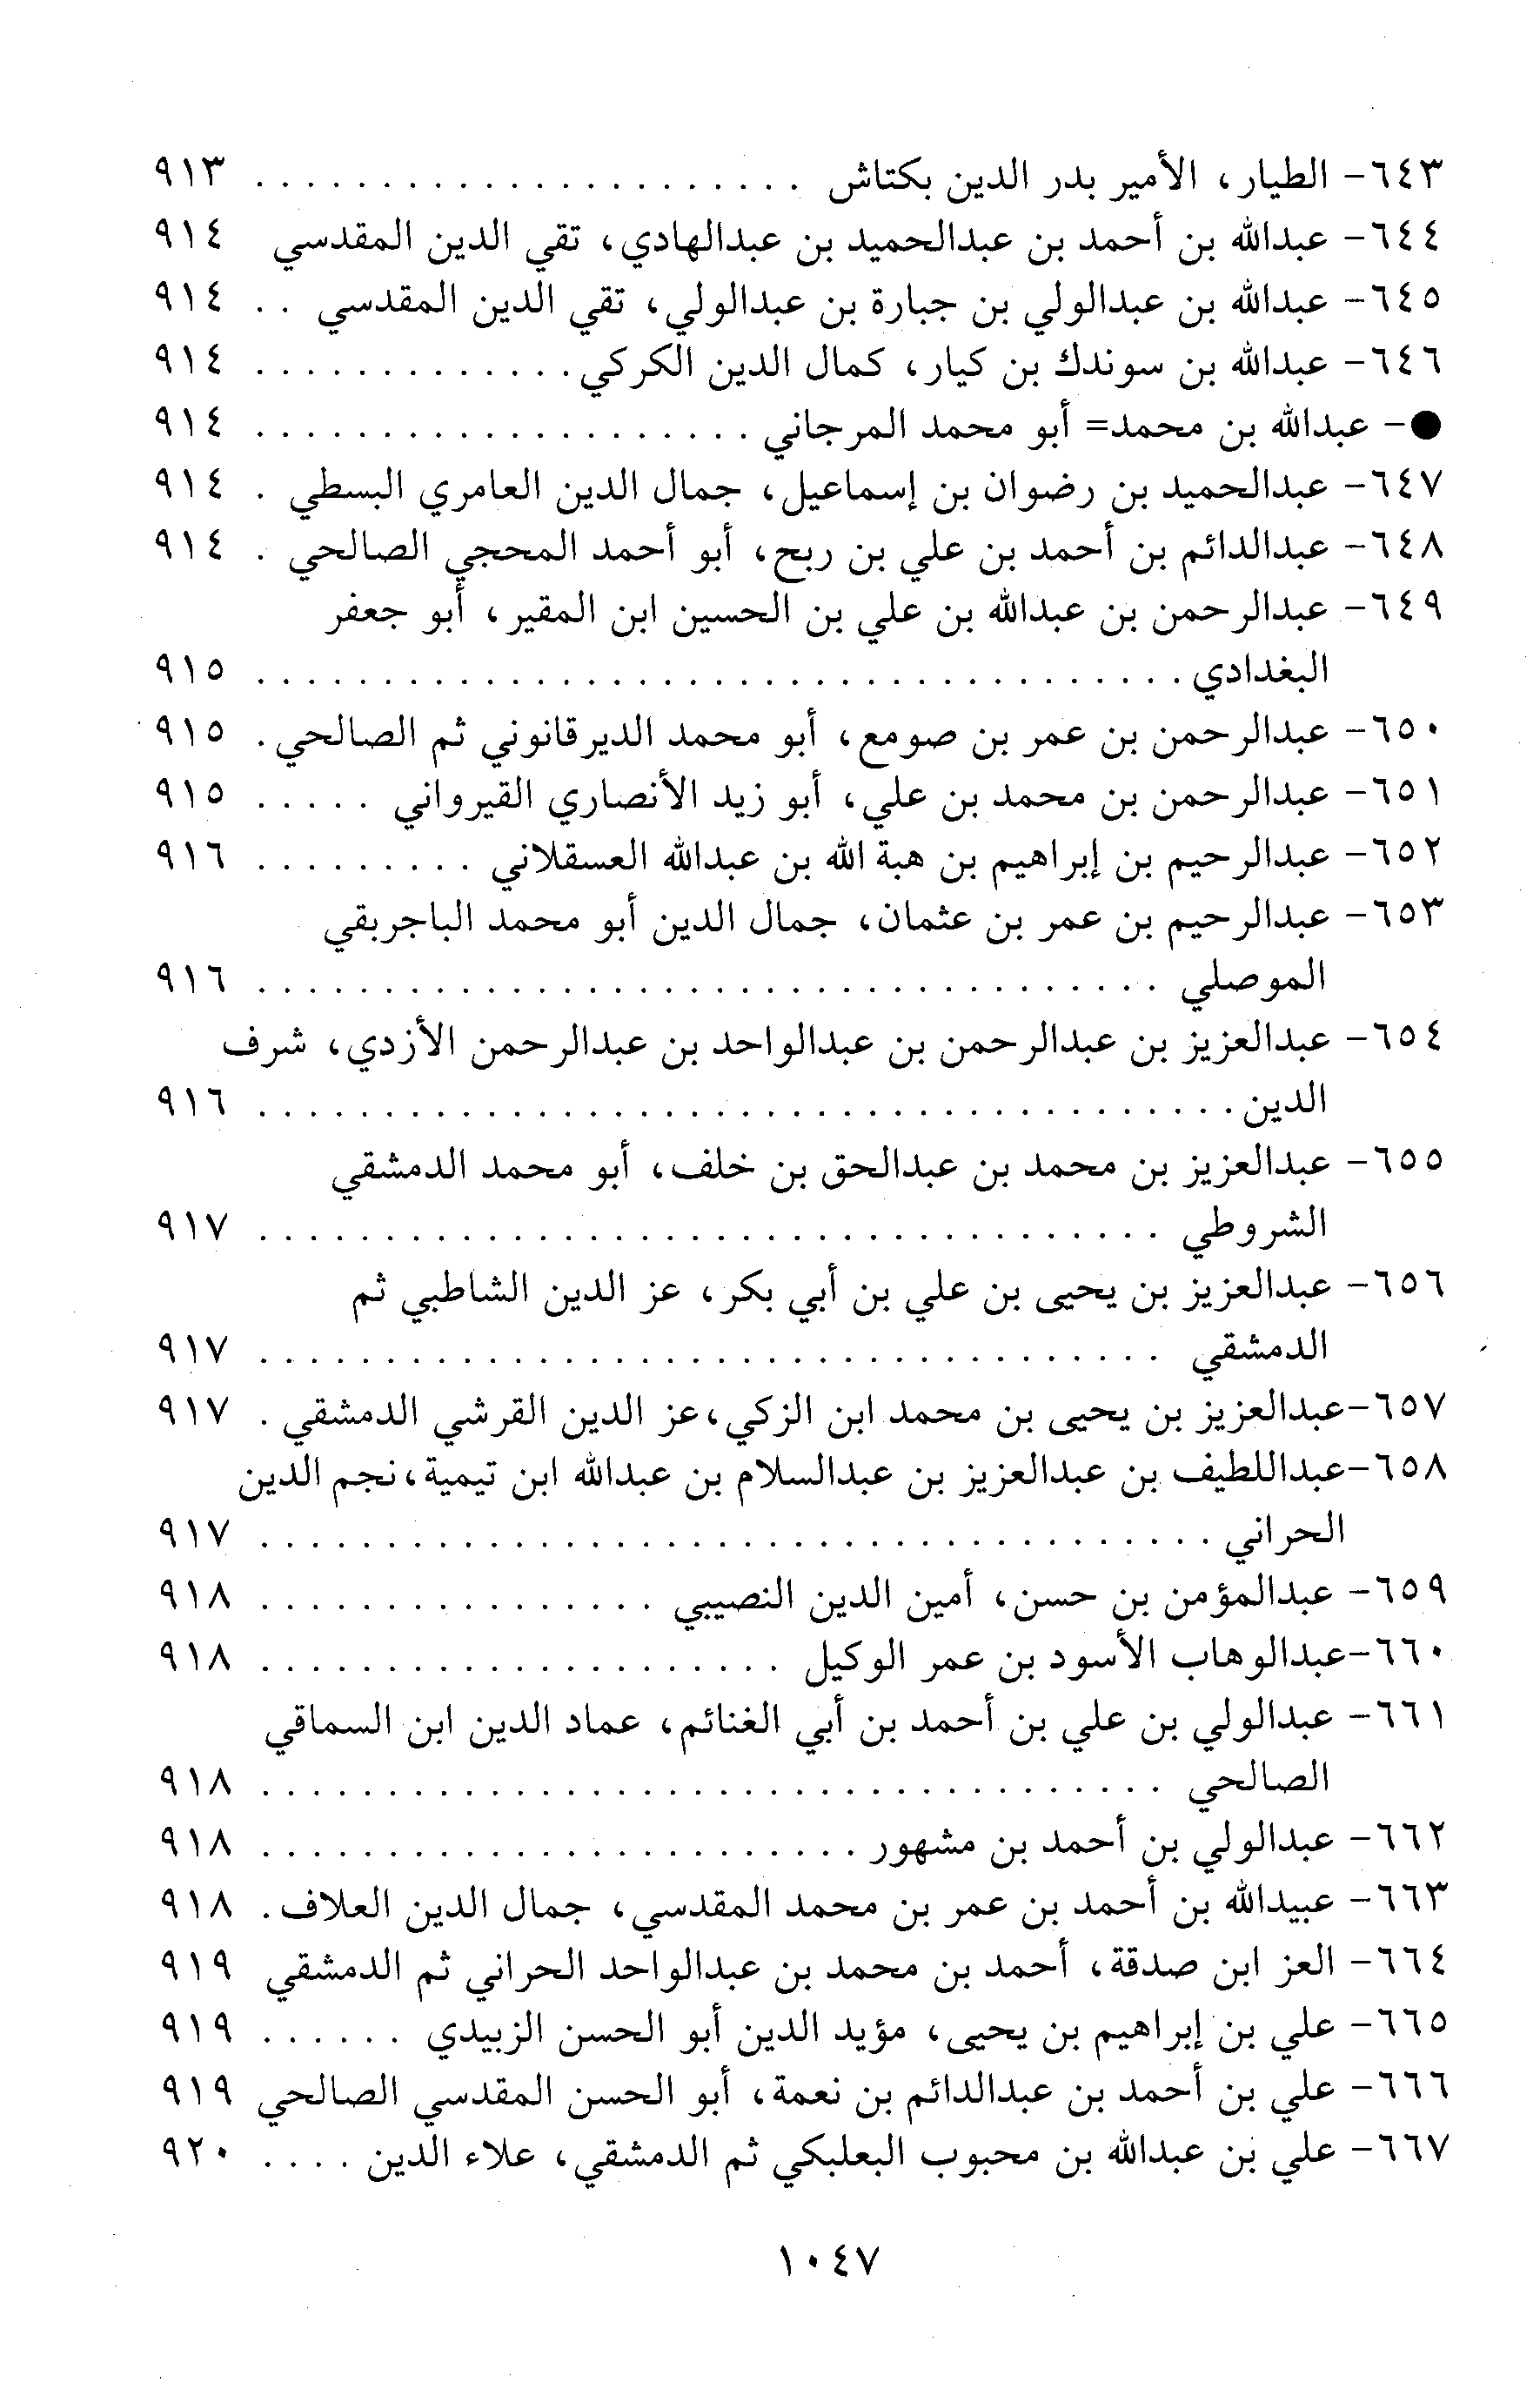 ٦٤٣- الطيار، الأمير بدر الدين بكتاش . . . . . . . . . . . . . . . . . . . . . . ٩١٣
٦٤٤- عبدالله بن أحمد بن عبدالحميد بن عبدالهادي، تقي الدين المقدسي ٩١٤
٦٤٥- عبدالله بن عبدالولي بن جبارة بن عبدالولي، تقي الدين المقدسي . . ٩١٤
٦٤٦- عبدالله بن سوندك بن كيار، كمال الدين الكركي . . . . . . . . . . . . . ٩١٤
●- عبدالله بن محمد= أبو محمد المرجاني . . . . . . . . . . . . . . . . . . . . ٩١٤
٦٤٧- عبدالحميد بن رضوان بن إسماعيل، جمال الدين العامري البسطي . ٩١٤
٦٤٨- عبدالدائم بن أحمد بن علي بن ربح، أبو أحمد المحجي الصالحي . ٩١٤
٦٤٩- عبدالرحمن بن عبدالله بن علي بن الحسين ابن المقير، أبو جعفر
البغدادي . . . . . . . . . . . . . . . . . . . . . . . . . . . . . . . . . . . . . ٩١٥
٦٥٠- عبدالرحمن بن عمر بن صومع، أبو محمد الديرقانوني ثم الصالحي . ٩١٥
٦٥١- عبدالرحمن بن محمد بن علي، أبو زيد الأنصاري القيرواني . . . . . ٩١٥
٦٥٢- عبدالرحيم بن إبراهيم بن هبة الله بن عبدالله العسقلاني . . . . . . . . . ٩١٦
٦٥٣- عبدالرحيم بن عمر بن عثمان، جمال الدين أبو محمد الباجربقي
الموصلي . . . . . . . . . . . . . . . . . . . . . . . . . . . . . . . . . . . . ٩١٦
٦٥٤- عبدالعزيز بن عبدالرحمن بن عبدالواحد بن عبدالرحمن الأزدي، شرف
الدين . . . . . . . . . . . . . . . . . . . . . . . . . . . . . . . . . . . . . . . ٩١٦
٦٥٥- عبدالعزيز بن محمد بن عبدالحق بن خلف، أبو محمد الدمشقي
الشروطي . . . . . . . . . . . . . . . . . . . . . . . . . . . . . . . . . . . . ٩١٧
٦٥٦- عبدالعزيز بن يحيى بن علي بن أبي بكر، عز الدين الشاطبي ثم
الدمشقي . . . . . . . . . . . . . . . . . . . . . . . . . . . . . . . . . . . . ٩١٧
٦٥٧-عبدالعزيز بن يحيى بن محمد ابن الزكي،عز الدين القرشي الدمشقي . ٩١٧
٦٥٨-عبداللطيف بن عبدالعزيز بن عبدالسلام بن عبدالله ابن تيمية،نجم الدين
الحراني . . . . . . . . . . . . . . . . . . . . . . . . . . . . . . . . . . . . . . ٩١٧
٦٥٩- عبدالمؤمن بن حسن، أمين الدين النصيبي . . . . . . . . . . . . . . . . ٩١٨
٦٦٠-عبدالوهاب الأسود بن عمر الوكيل . . . . . . . . . . . . . . . . . . . . . ٩١٨
٦٦١- عبدالولي بن علي بن أحمد بن أبي الغنائم، عماد الدين ابن السماقي
الصالحي . . . . . . . . . . . . . . . . . . . . . . . . . . . . . . . . . . . . ٩١٨
٦٦٢- عبدالولي بن أحمد بن مشهور . . . . . . . . . . . . . . . . . . . . . . . . ٩١٨
٦٦٣- عبيدالله بن أحمد بن عمر بن محمد المقدسي، جمال الدين العلاف . ٩١٨
٦٦٤- العز ابن صدقة، أحمد بن محمد بن عبدالواحد الحراني ثم الدمشقي ٩١٩
٦٦٥- علي بن إبراهيم بن يحيى، مؤيد الدين أبو الحسن الزبيدي . . . . . . ٩١٩
٦٦٦- علي بن أحمد بن عبدالدائم بن نعمة، أبو الحسن المقدسي الصالحي ٩١٩
٦٦٧- علي بن عبدالله بن محبوب البعلبكي ثم الدمشقي، علاء الدين . . . . ٩٢٠
١٠٤٧